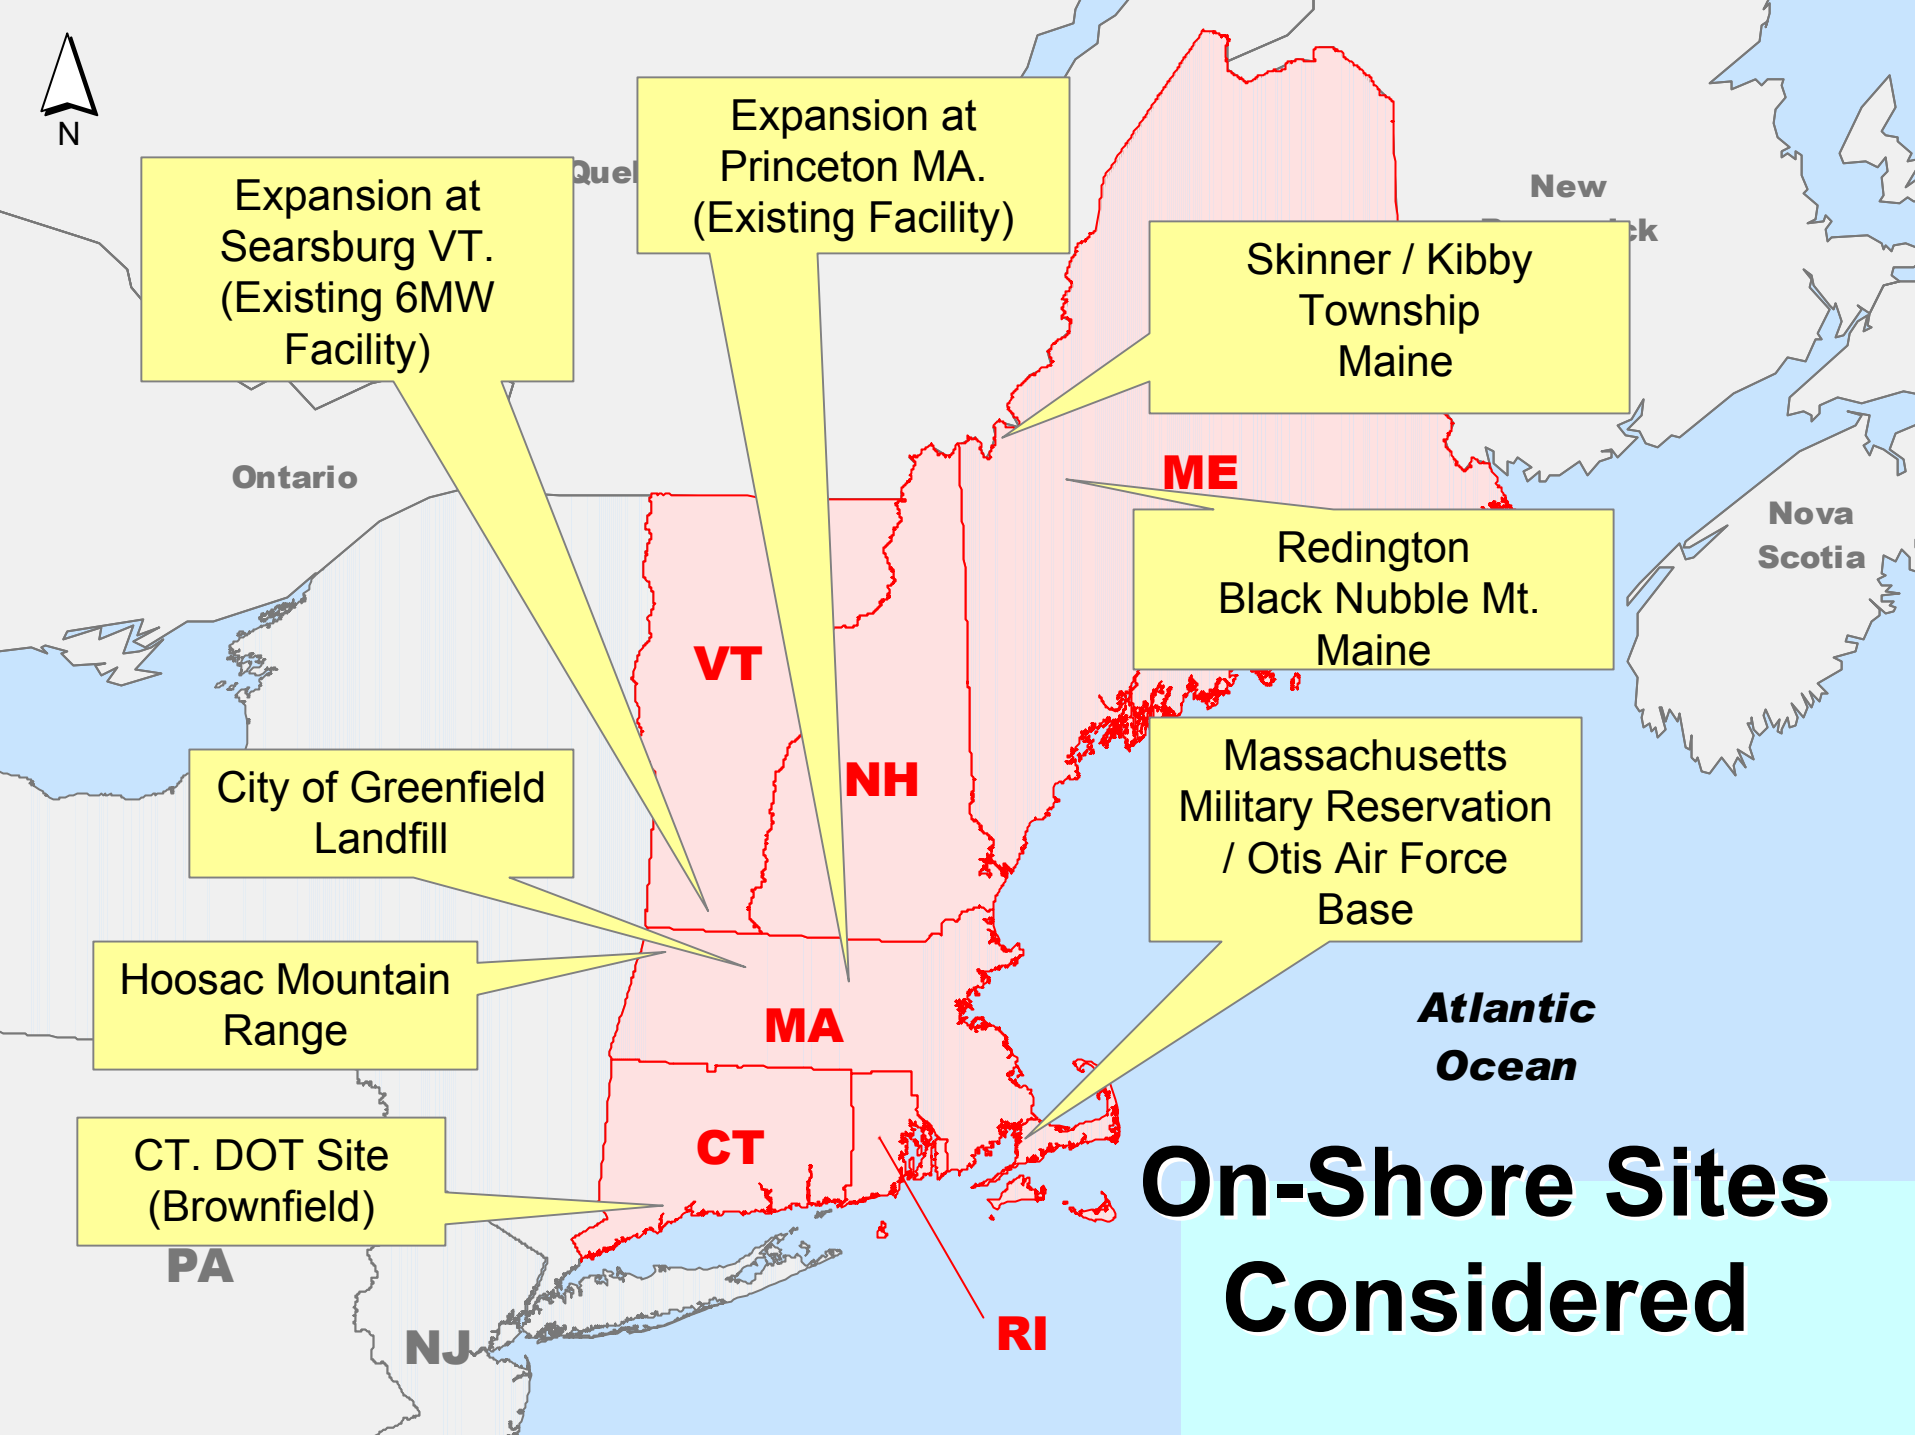 N
Expansion at
Searsburg VT.
(Existing 6MW
Facility)
Expansion at
Princeton MA.
(Existing Facility)
New
Skinner / Kibby
Township
Maine
Ontario
ME
Redington
Black Nubble Mt.
Maine
Nova
Scotia
VT
NH
City of Greenfield
Landfill
Massachusetts
Military Reservation
/ Otis Air Force
Base
Hoosac Mountain
Range
MA
Atlantic
Ocean
CT. DOT Site
(Brownfield)
CT
PA
NJ
RI
On-Shore Sites
Considered